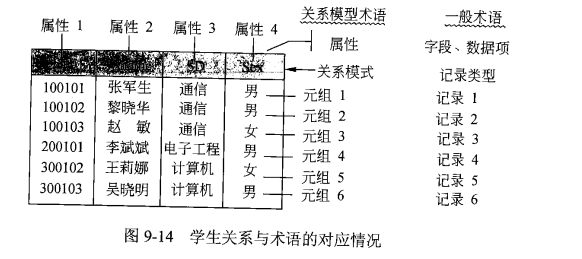 关系模型术语 一般术语
属性 1 属性 2 属性 3 属性 4
属性 字段、数据项
SD Sex 关系模式 记录类型
100101 张军生 通信 男 元组 1 记录 1
100102 黎晓华 通信 男 元组 2 记录 2
100103 赵 敏 通信 女 元组 3 记录 3
200101 李斌斌 电子工程 男 元组 4 记录 4
300102 王莉娜 计算机 女 元组 5 记录 5
300103 吴晓明 计算机 男 元组 6 记录 6
图 9-14 学生关系与术语的对应情况